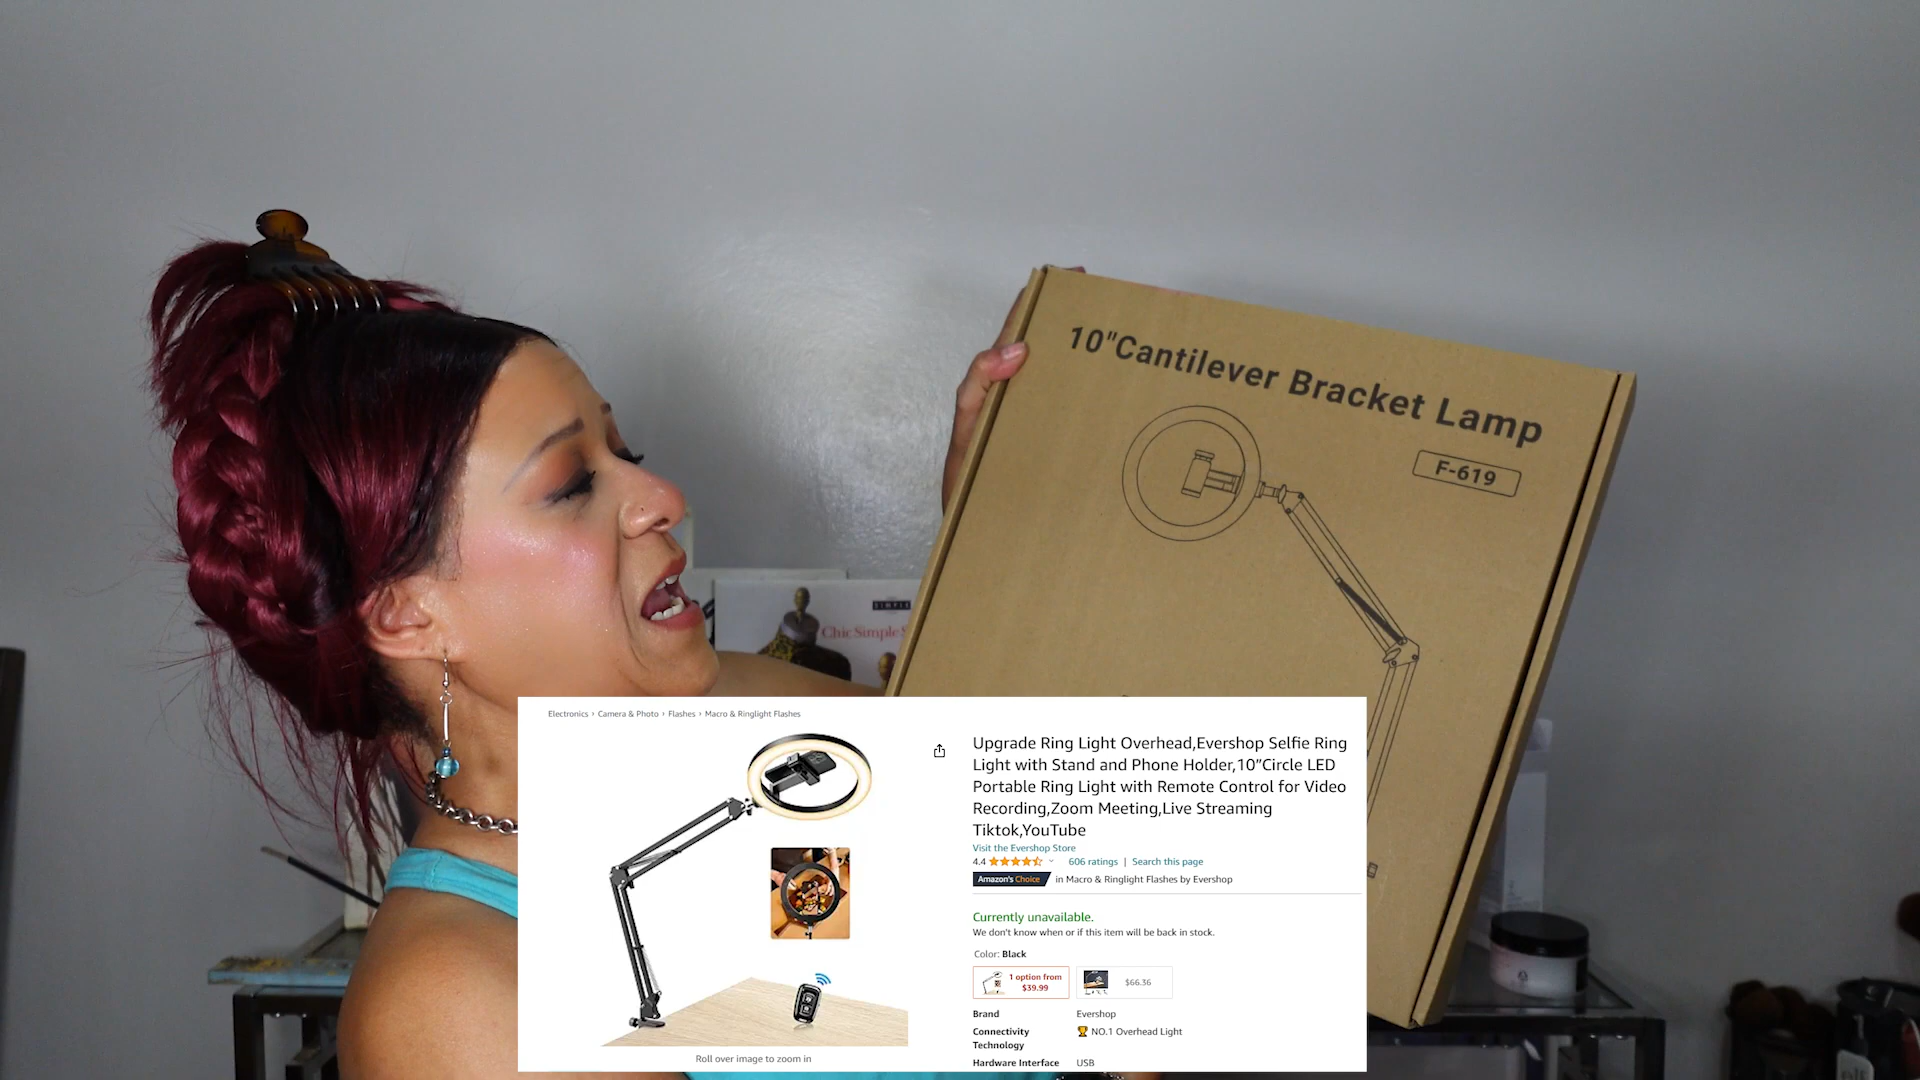 10"Cantilever Bracket Lamp
F-619
SIMPLE
Chic Simple
Electronics › Camera & Photo › Flashes › Macro & Ringlight Flashes
Upgrade Ring Light Overhead,Evershop Selfie Ring
Light with Stand and Phone Holder,10”Circle LED
Portable Ring Light with Remote Control for Video
Recording,Zoom Meeting,Live Streaming
Tiktok,YouTube
Visit the Evershop Store
4.4 606 ratings | Search this page
Amazon's Choice in Macro & Ringlight Flashes by Evershop
Currently unavailable.
We don't know when or if this item will be back in stock.
Color: Black
1 option from
$39.99
$66.36
Brand Evershop
Connectivity NO.1 Overhead Light
Technology
Hardware Interface USB
Roll over image to zoom in
elf